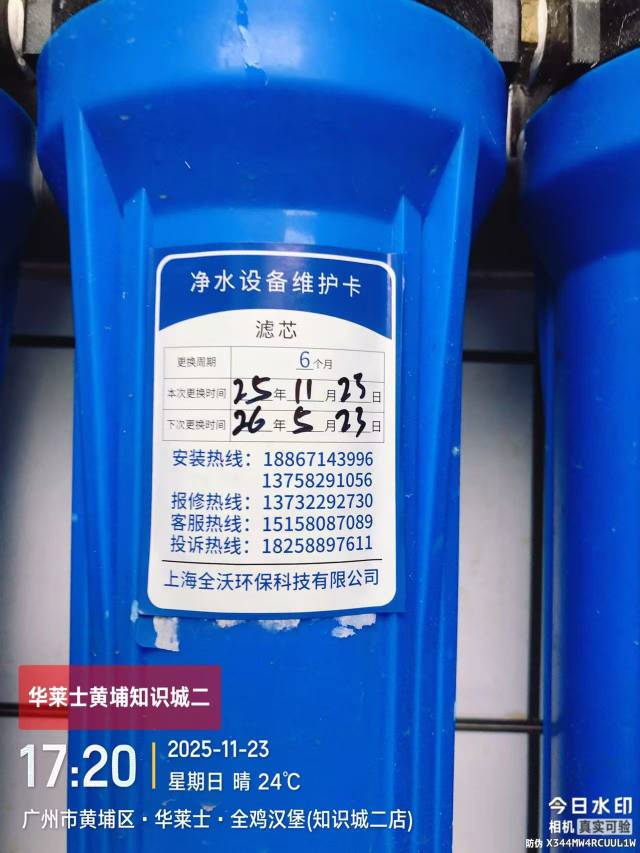 净水设备维护卡
滤芯
更换周期 6个月
本次更换时间 25年11月23日
下次更换时间 26年5月23日
安装热线：18867143996
13758291056
报修热线：13732292730
客服热线：15158087089
投诉热线：18258897611
上海全沃环保科技有限公司
华莱士黄埔知识城二
17:20
2025-11-23
星期日 晴 24℃
广州市黄埔区·华莱士·全鸡汉堡(知识城二店)
今日水印
相机 真实可验
防伪 X344MW4RCUUL1W